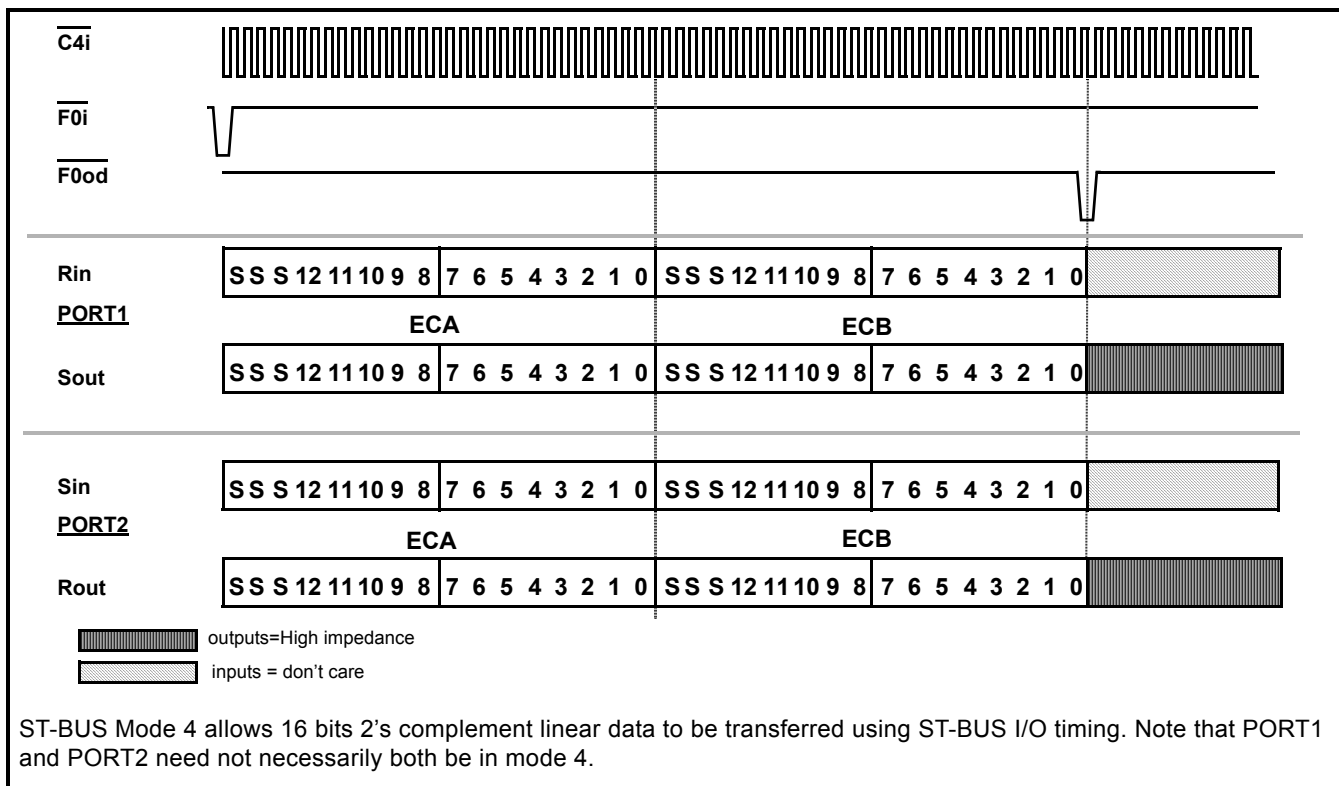 C4i
F0i
F0od
Rin
S S S 12 11 10 9 8 7 6 5 4 3 2 1 0 S S S 12 11 10 9 8 7 6 5 4 3 2 1 0
PORT1
ECA ECB
Sout
S S S 12 11 10 9 8 7 6 5 4 3 2 1 0 S S S 12 11 10 9 8 7 6 5 4 3 2 1 0
Sin
S S S 12 11 10 9 8 7 6 5 4 3 2 1 0 S S S 12 11 10 9 8 7 6 5 4 3 2 1 0
PORT2
ECA ECB
Rout
S S S 12 11 10 9 8 7 6 5 4 3 2 1 0 S S S 12 11 10 9 8 7 6 5 4 3 2 1 0
outputs=High impedance
inputs = don't care
ST-BUS Mode 4 allows 16 bits 2's complement linear data to be transferred using ST-BUS I/O timing. Note that PORT1
and PORT2 need not necessarily both be in mode 4.